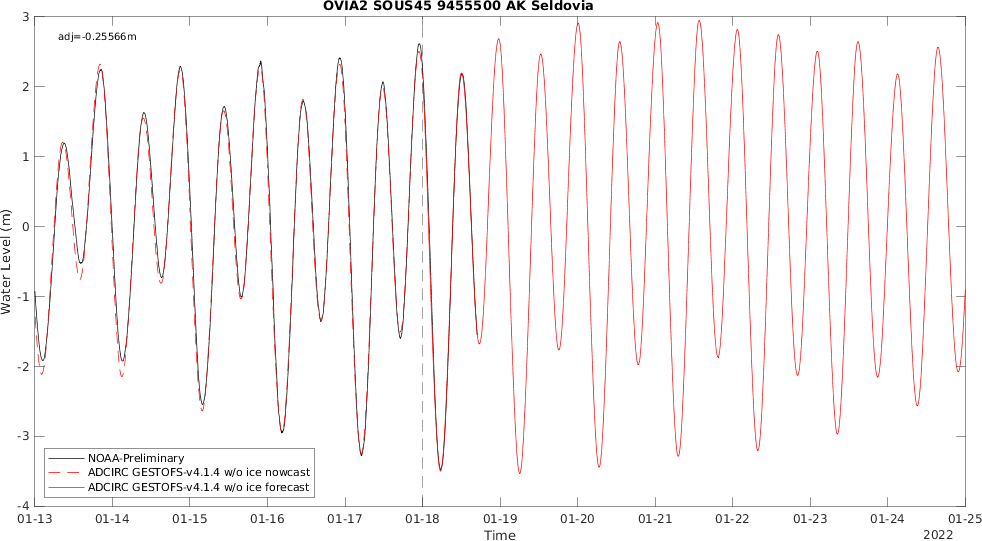 OVIA2 SOUS45 9455500 AK Seldovia
adj=-0.25566m
3
2
1
0
-1
-2
-3
-4
Water Level (m)
NOAA-Preliminary
ADCIRC GESTOFS-v4.1.4 w/o ice nowcast
ADCIRC GESTOFS-v4.1.4 w/o ice forecast
01-13 01-14 01-15 01-16 01-17 01-18 01-19 01-20 01-21 01-22 01-23 01-24 01-25
Time
2022